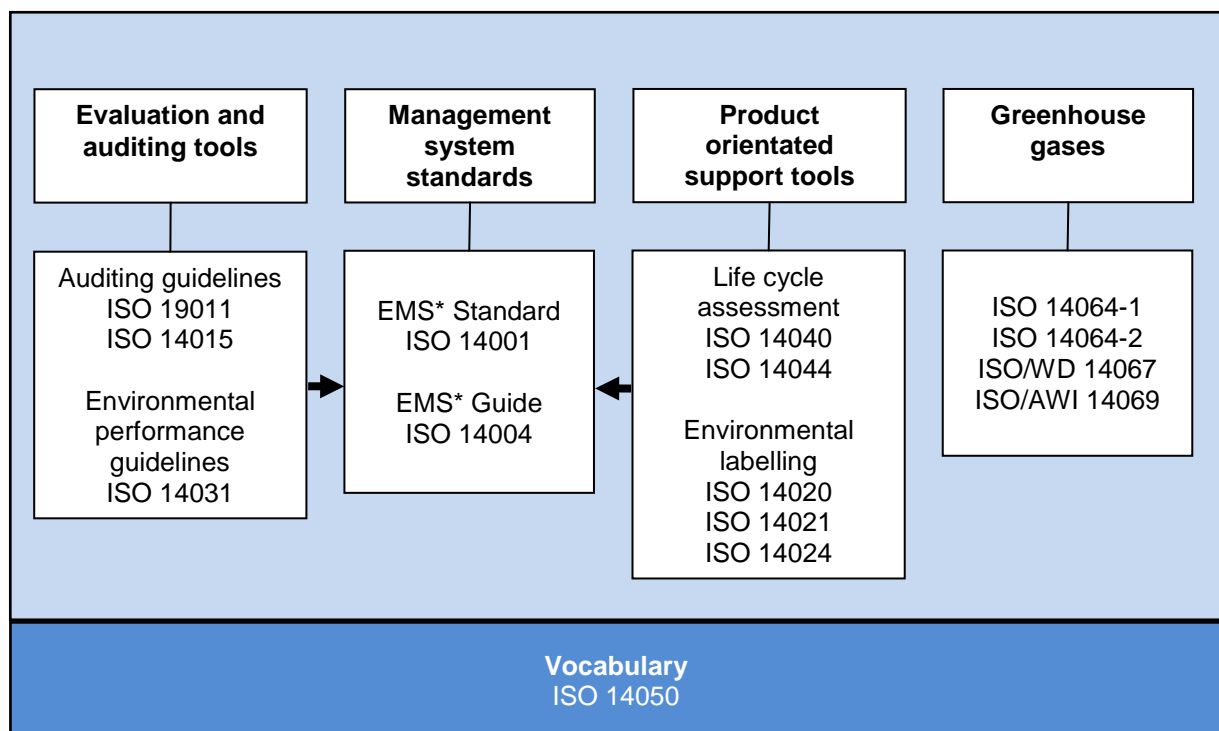 Evaluation and
auditing tools
Management
system
standards
Product
orientated
support tools
Greenhouse
gases
Auditing guidelines
ISO 19011
ISO 14015
Environmental
performance
guidelines
ISO 14031
EMS* Standard
ISO 14001
EMS* Guide
ISO 14004
Life cycle
assessment
ISO 14040
ISO 14044
Environmental
labelling
ISO 14020
ISO 14021
ISO 14024
ISO 14064-1
ISO 14064-2
ISO/WD 14067
ISO/AWI 14069
Vocabulary
ISO 14050